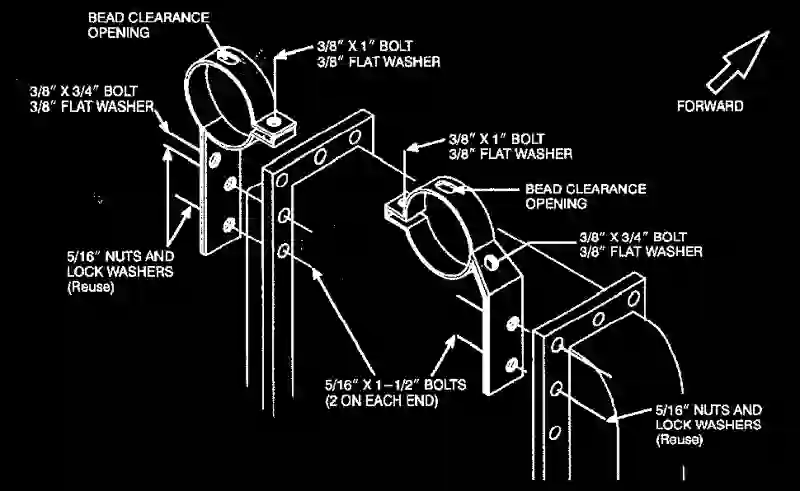 BEAD CLEARANCE
OPENING
3/8" X 1" BOLT
3/8" FLAT WASHER
3/8" X 3/4" BOLT
3/8" FLAT WASHER
FORWARD
3/8" X 1" BOLT
3/8" FLAT WASHER
BEAD CLEARANCE
OPENING
3/8" X 3/4" BOLT
3/8" FLAT WASHER
5/16" NUTS AND
LOCK WASHERS
(Reuse)
5/16" X 1-1/2" BOLTS
(2 ON EACH END)
5/16" NUTS AND
LOCK WASHERS
(Reuse)